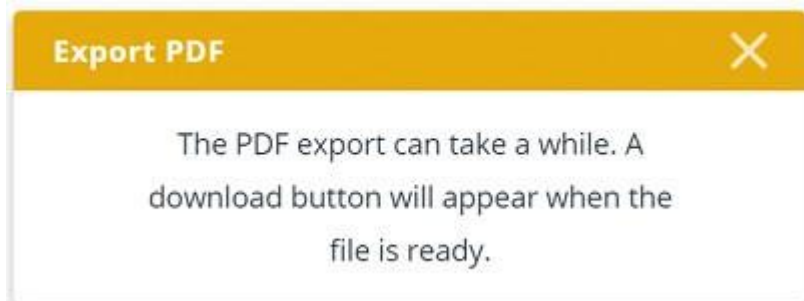 Export PDF
The PDF export can take a while. A
download button will appear when the
file is ready.